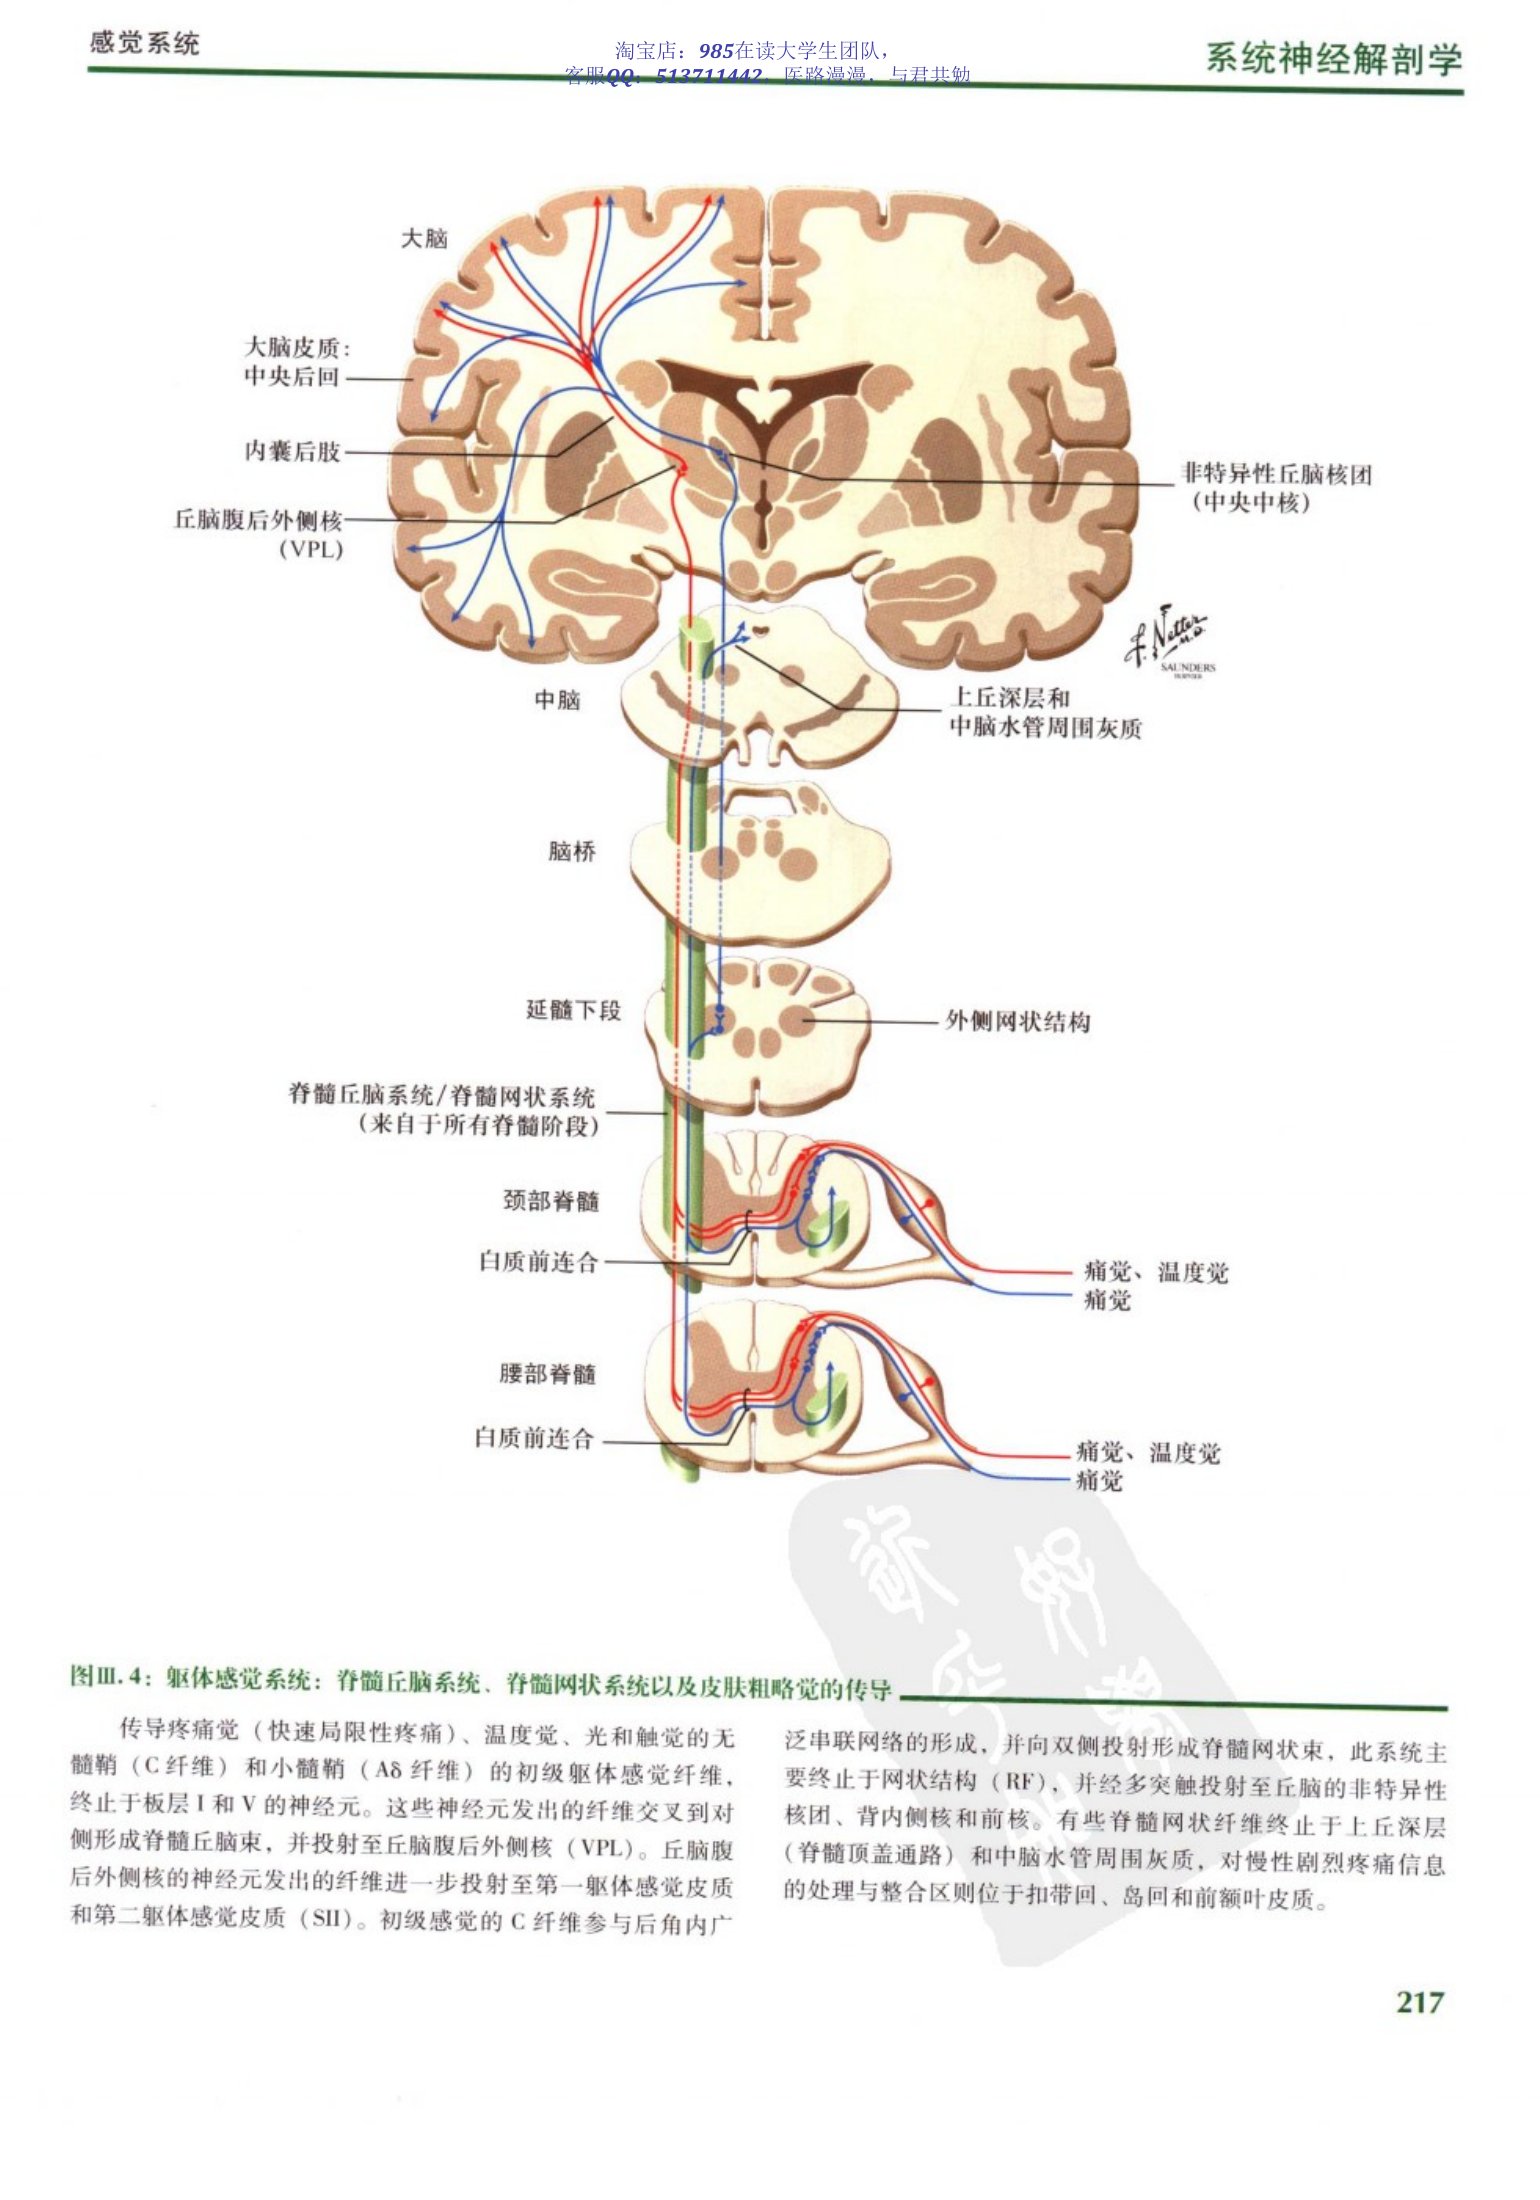 感觉系统
淘宝店：985在读大学生团队，
客服QQ：513711442，医路漫漫，与君共勉
系统神经解剖学
大脑
大脑皮质：
中央后回
内囊后肢
丘脑腹后外侧核
(VPL)
非特异性丘脑核团
(中央中核)
F. Netter
M.D.
SAUNDERS
中脑
上丘深层和
中脑水管周围灰质
脑桥
延髓下段
外侧网状结构
脊髓丘脑系统/脊髓网状系统
(来自于所有脊髓阶段)
颈部脊髓
白质前连合
痛觉、温度觉
痛觉
腰部脊髓
白质前连合
痛觉、温度觉
痛觉
图Ⅲ.4：躯体感觉系统：脊髓丘脑系统、脊髓网状系统以及皮肤粗略觉的传导
传导疼痛觉（快速局限性疼痛）、温度觉、光和触觉的无
髓鞘（C 纤维）和小髓鞘（Aδ 纤维）的初级躯体感觉纤维，
终止于板层 I 和 V 的神经元。这些神经元发出的纤维交叉到对
侧形成脊髓丘脑束，并投射至丘脑腹后外侧核（VPL）。丘脑腹
后外侧核的神经元发出的纤维进一步投射至第一躯体感觉皮质
和第二躯体感觉皮质（SII）。初级感觉的 C 纤维参与后角内广
泛串联网络的形成，并向双侧投射形成脊髓网状束，此系统主
要终止于网状结构（RF），并经多突触投射至丘脑的非特异性
核团、背内侧核和前核。有些脊髓网状纤维终止于上丘深层
（脊髓顶盖通路）和中脑水管周围灰质，对慢性剧烈疼痛信息
的处理与整合区则位于扣带回、岛回和前额叶皮质。
217